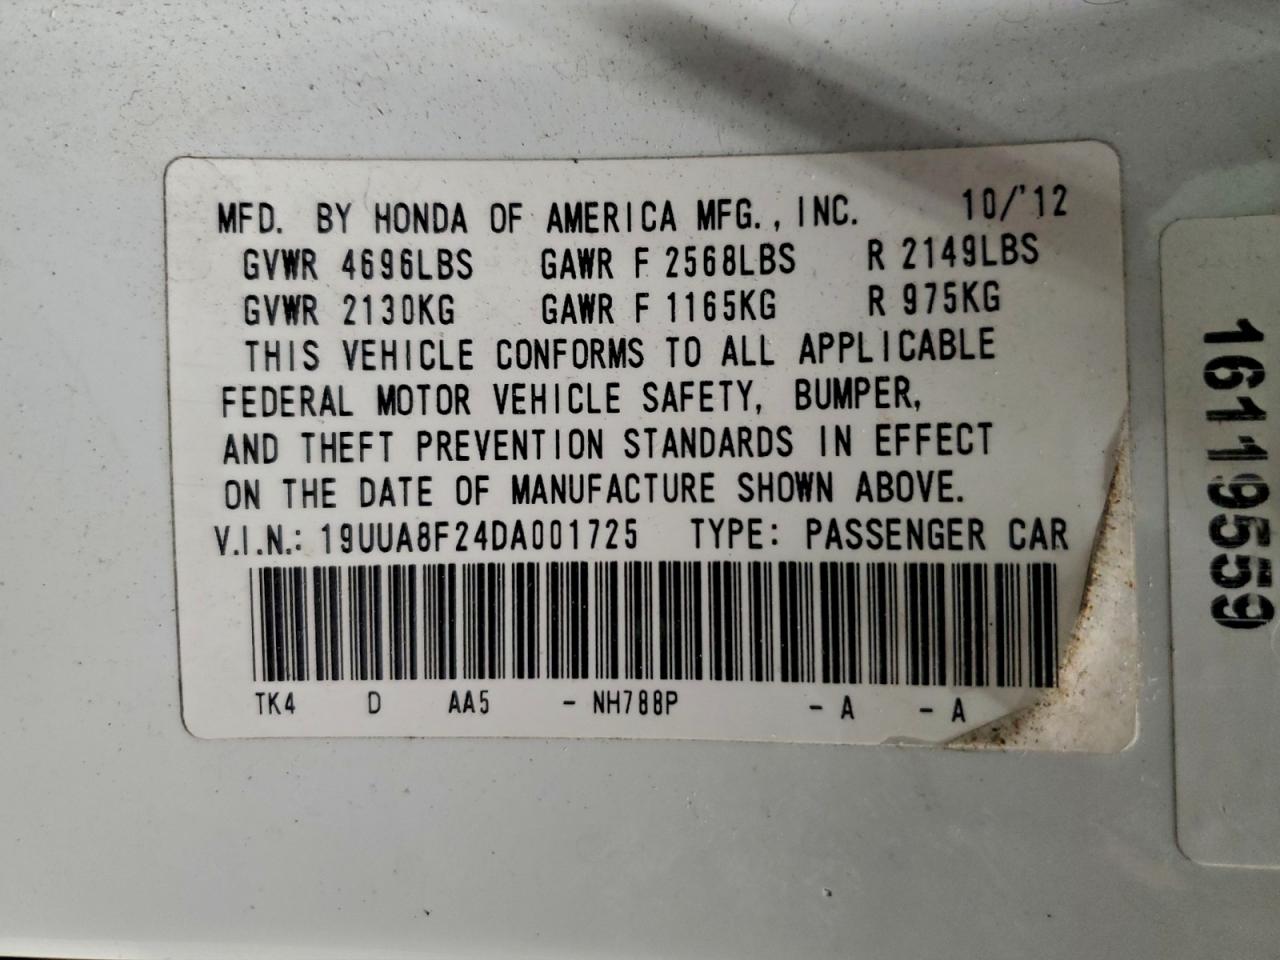 MFD. BY HONDA OF AMERICA MFG., INC. 10/'12
GVWR 4696LBS GAWR F 2568LBS R 2149LBS
GVWR 2130KG GAWR F 1165KG R 975KG
THIS VEHICLE CONFORMS TO ALL APPLICABLE
FEDERAL MOTOR VEHICLE SAFETY, BUMPER,
AND THEFT PREVENTION STANDARDS IN EFFECT
ON THE DATE OF MANUFACTURE SHOWN ABOVE.
V.I.N.: 19UUA8F24DA001725 TYPE: PASSENGER CAR
TK4 D AA5 - NH788P - A - A
16119559